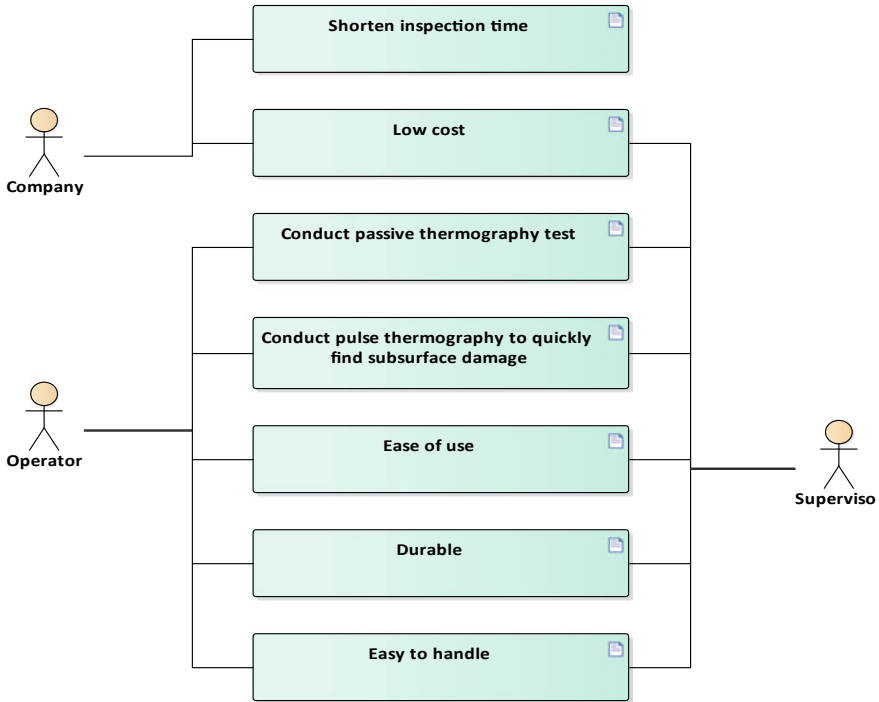 Shorten inspection time
Low cost
Company
Conduct passive thermography test
Conduct pulse thermography to quickly
find subsurface damage
Operator
Ease of use
Superviso
Durable
Easy to handle